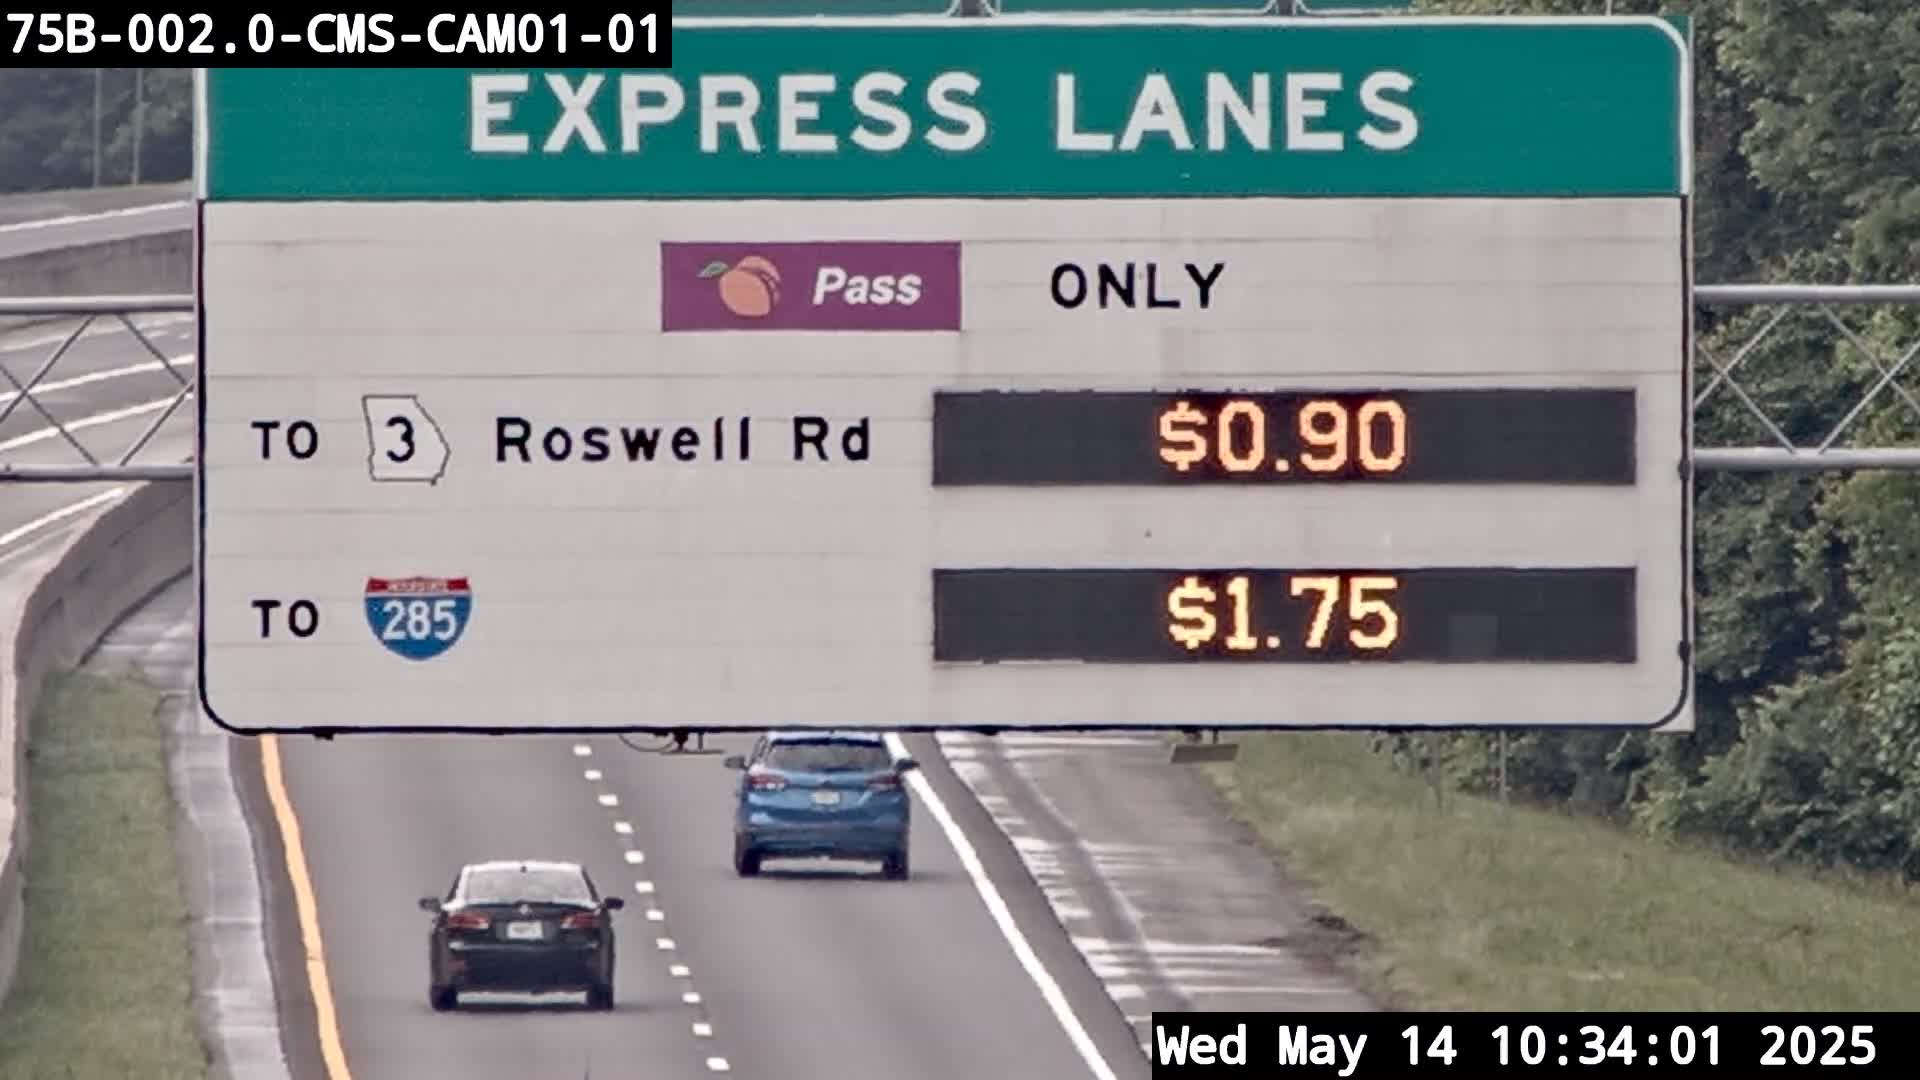 75B-002.0-CMS-CAM01-01
EXPRESS LANES
Pass ONLY
TO 3 Roswell Rd $0.90
TO INTERSTATE 285 $1.75
Wed May 14 10:34:01 2025